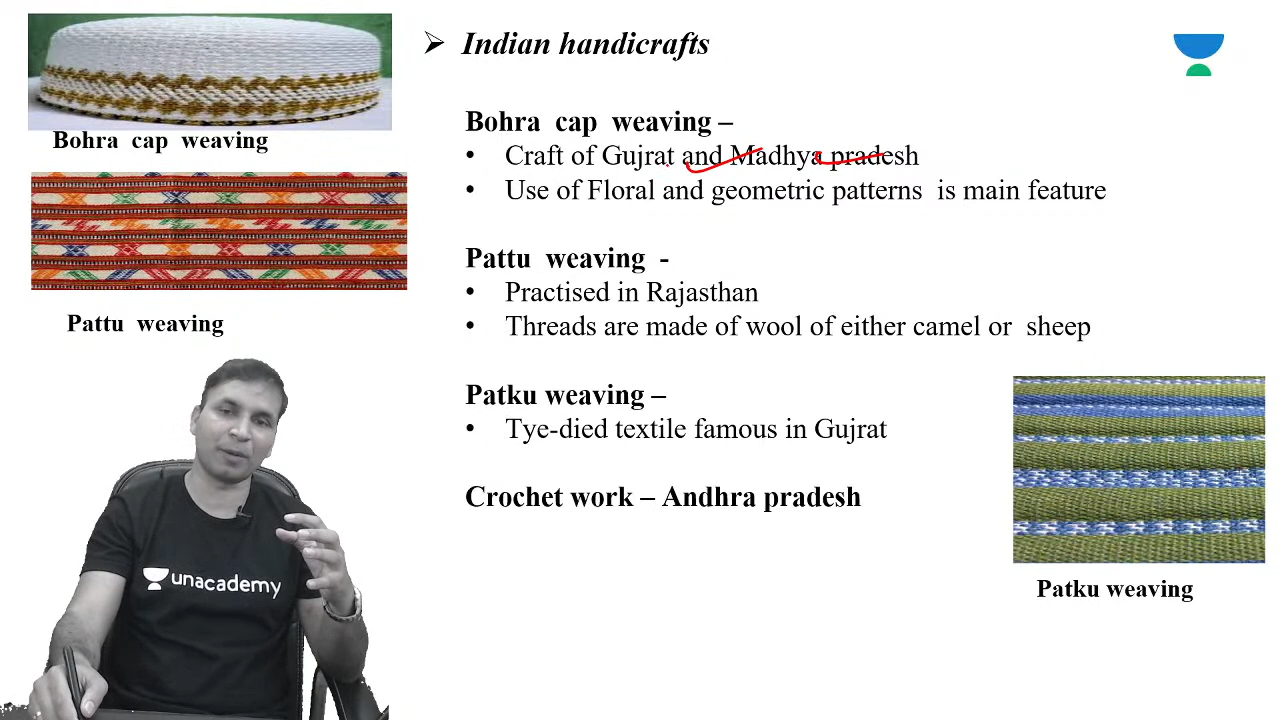 Indian handicrafts
Bohra cap weaving –
Craft of Gujrat and Madhya pradesh
Use of Floral and geometric patterns is main feature
Pattu weaving -
Practised in Rajasthan
Threads are made of wool of either camel or sheep
Patku weaving –
Tye-died textile famous in Gujrat
Crochet work – Andhra pradesh
Bohra cap weaving
Pattu weaving
Patku weaving
unacademy